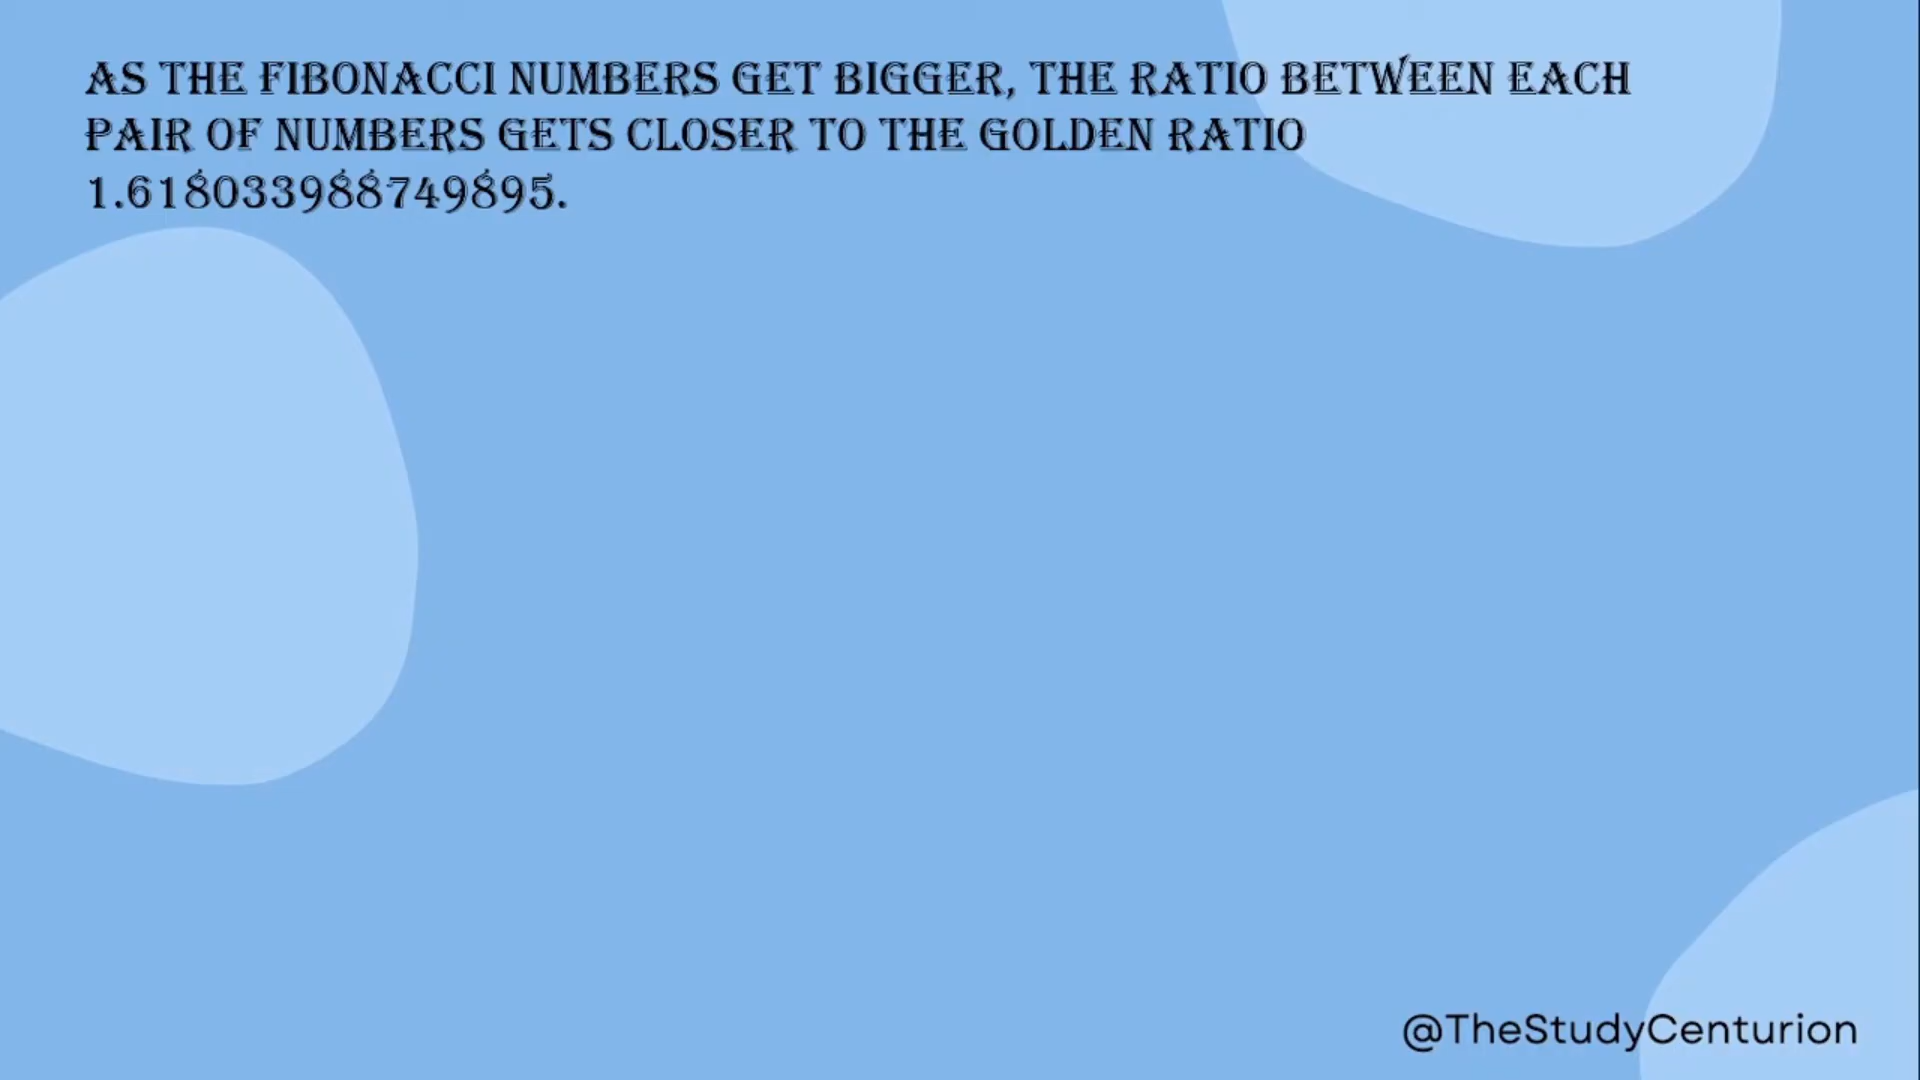 AS THE FIBONACCI NUMBERS GET BIGGER, THE RATIO BETWEEN EACH
PAIR OF NUMBERS GETS CLOSER TO THE GOLDEN RATIO
1.618033988749895.
@TheStudyCenturion